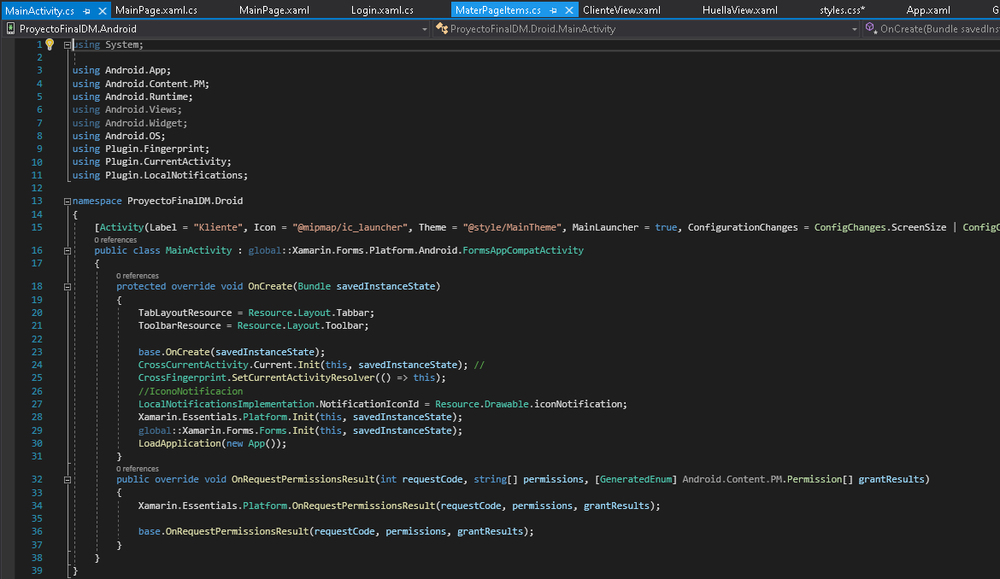 MainActivity.cs MainPage.xaml.cs MainPage.xaml Login.xaml.cs MaterPageItems.cs ClienteView.xaml HuellaView.xaml styles.css* App.xaml G
ProyectoFinalDM.Android ProyectoFinalDM.Droid.MainActivity OnCreate(Bundle savedIns
1 using System;
2
3 using Android.App;
4 using Android.Content.PM;
5 using Android.Runtime;
6 using Android.Views;
7 using Android.Widget;
8 using Android.OS;
9 using Plugin.Fingerprint;
10 using Plugin.CurrentActivity;
11 using Plugin.LocalNotifications;
12
13 namespace ProyectoFinalDM.Droid
14 {
15 [Activity(Label = "Kliente", Icon = "@mipmap/ic_launcher", Theme = "@style/MainTheme", MainLauncher = true, ConfigurationChanges = ConfigChanges.ScreenSize | ConfigC
0 references
16 public class MainActivity : global::Xamarin.Forms.Platform.Android.FormsAppCompatActivity
17 {
0 references
18 protected override void OnCreate(Bundle savedInstanceState)
19 {
20 TabLayoutResource = Resource.Layout.Tabbar;
21 ToolbarResource = Resource.Layout.Toolbar;
22
23 base.OnCreate(savedInstanceState);
24 CrossCurrentActivity.Current.Init(this, savedInstanceState); //
25 CrossFingerprint.SetCurrentActivityResolver(() => this);
26 //IconoNotificacion
27 LocalNotificationsImplementation.NotificationIconId = Resource.Drawable.iconNotification;
28 Xamarin.Essentials.Platform.Init(this, savedInstanceState);
29 global::Xamarin.Forms.Forms.Init(this, savedInstanceState);
30 LoadApplication(new App());
31 }
0 references
32 public override void OnRequestPermissionsResult(int requestCode, string[] permissions, [GeneratedEnum] Android.Content.PM.Permission[] grantResults)
33 {
34 Xamarin.Essentials.Platform.OnRequestPermissionsResult(requestCode, permissions, grantResults);
35
36 base.OnRequestPermissionsResult(requestCode, permissions, grantResults);
37 }
38 }
39 }